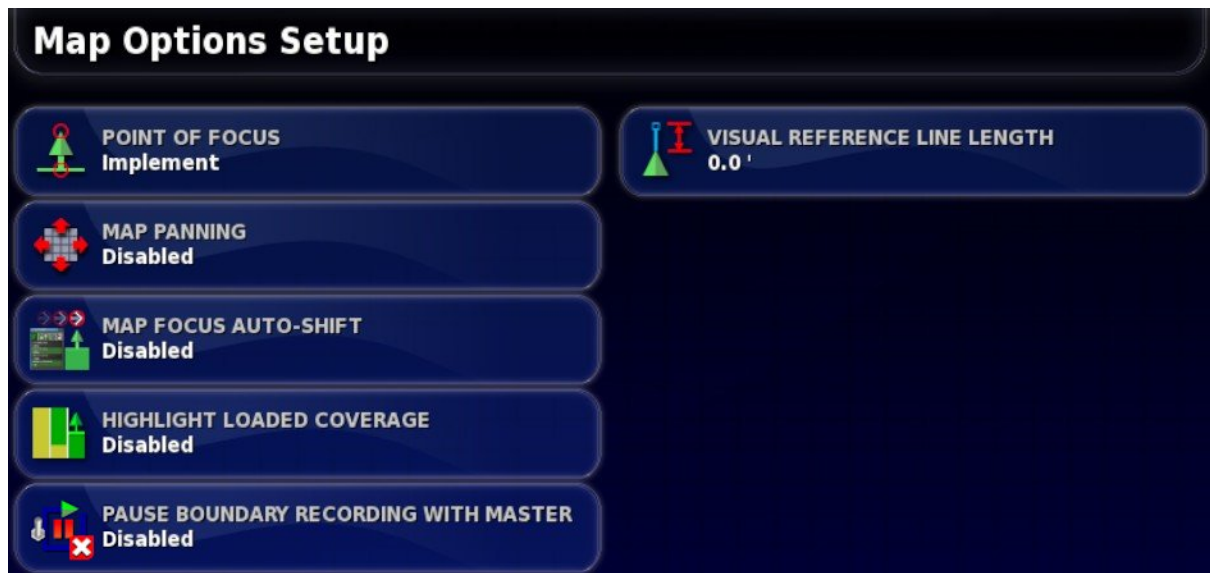 Map Options Setup
POINT OF FOCUS
Implement
MAP PANNING
Disabled
MAP FOCUS AUTO-SHIFT
Disabled
HIGHLIGHT LOADED COVERAGE
Disabled
PAUSE BOUNDARY RECORDING WITH MASTER
Disabled
VISUAL REFERENCE LINE LENGTH
0.0 '